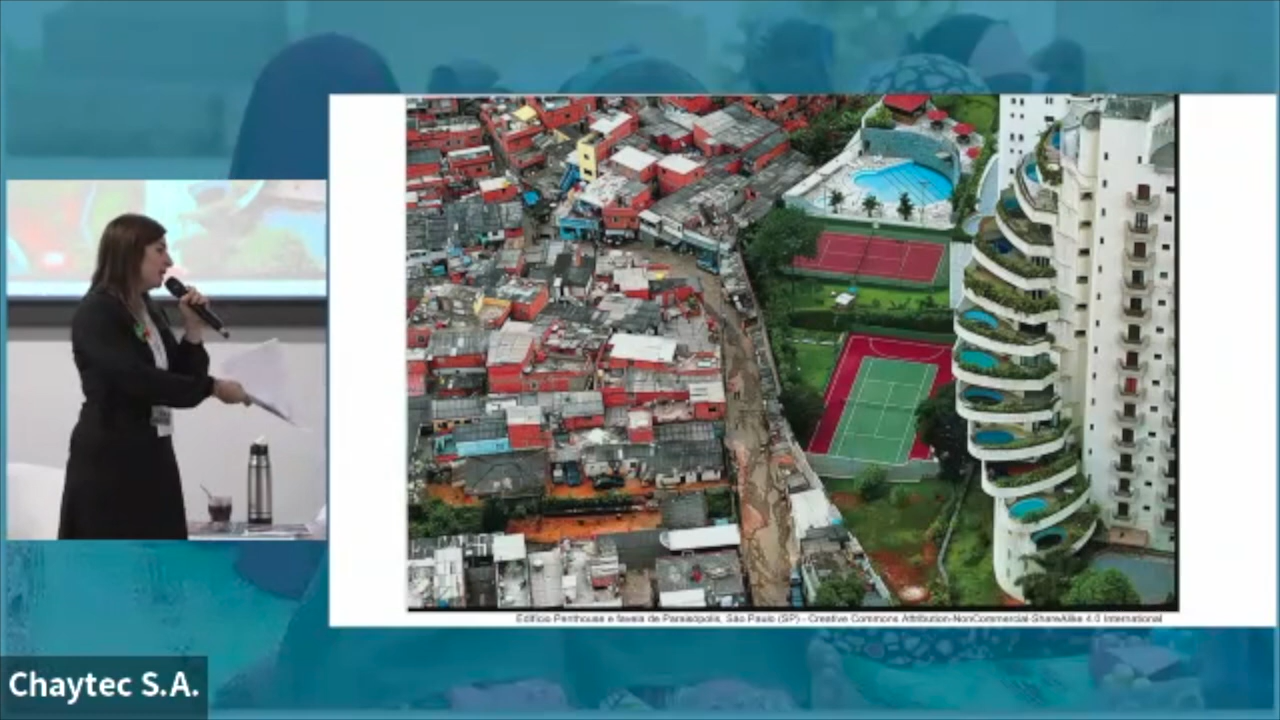 Edifício Penthouse e favela de Paraisópolis, São Paulo (SP) - Creative Commons Attribution-NonCommercial-ShareAlike 4.0 International
Chaytec S.A.